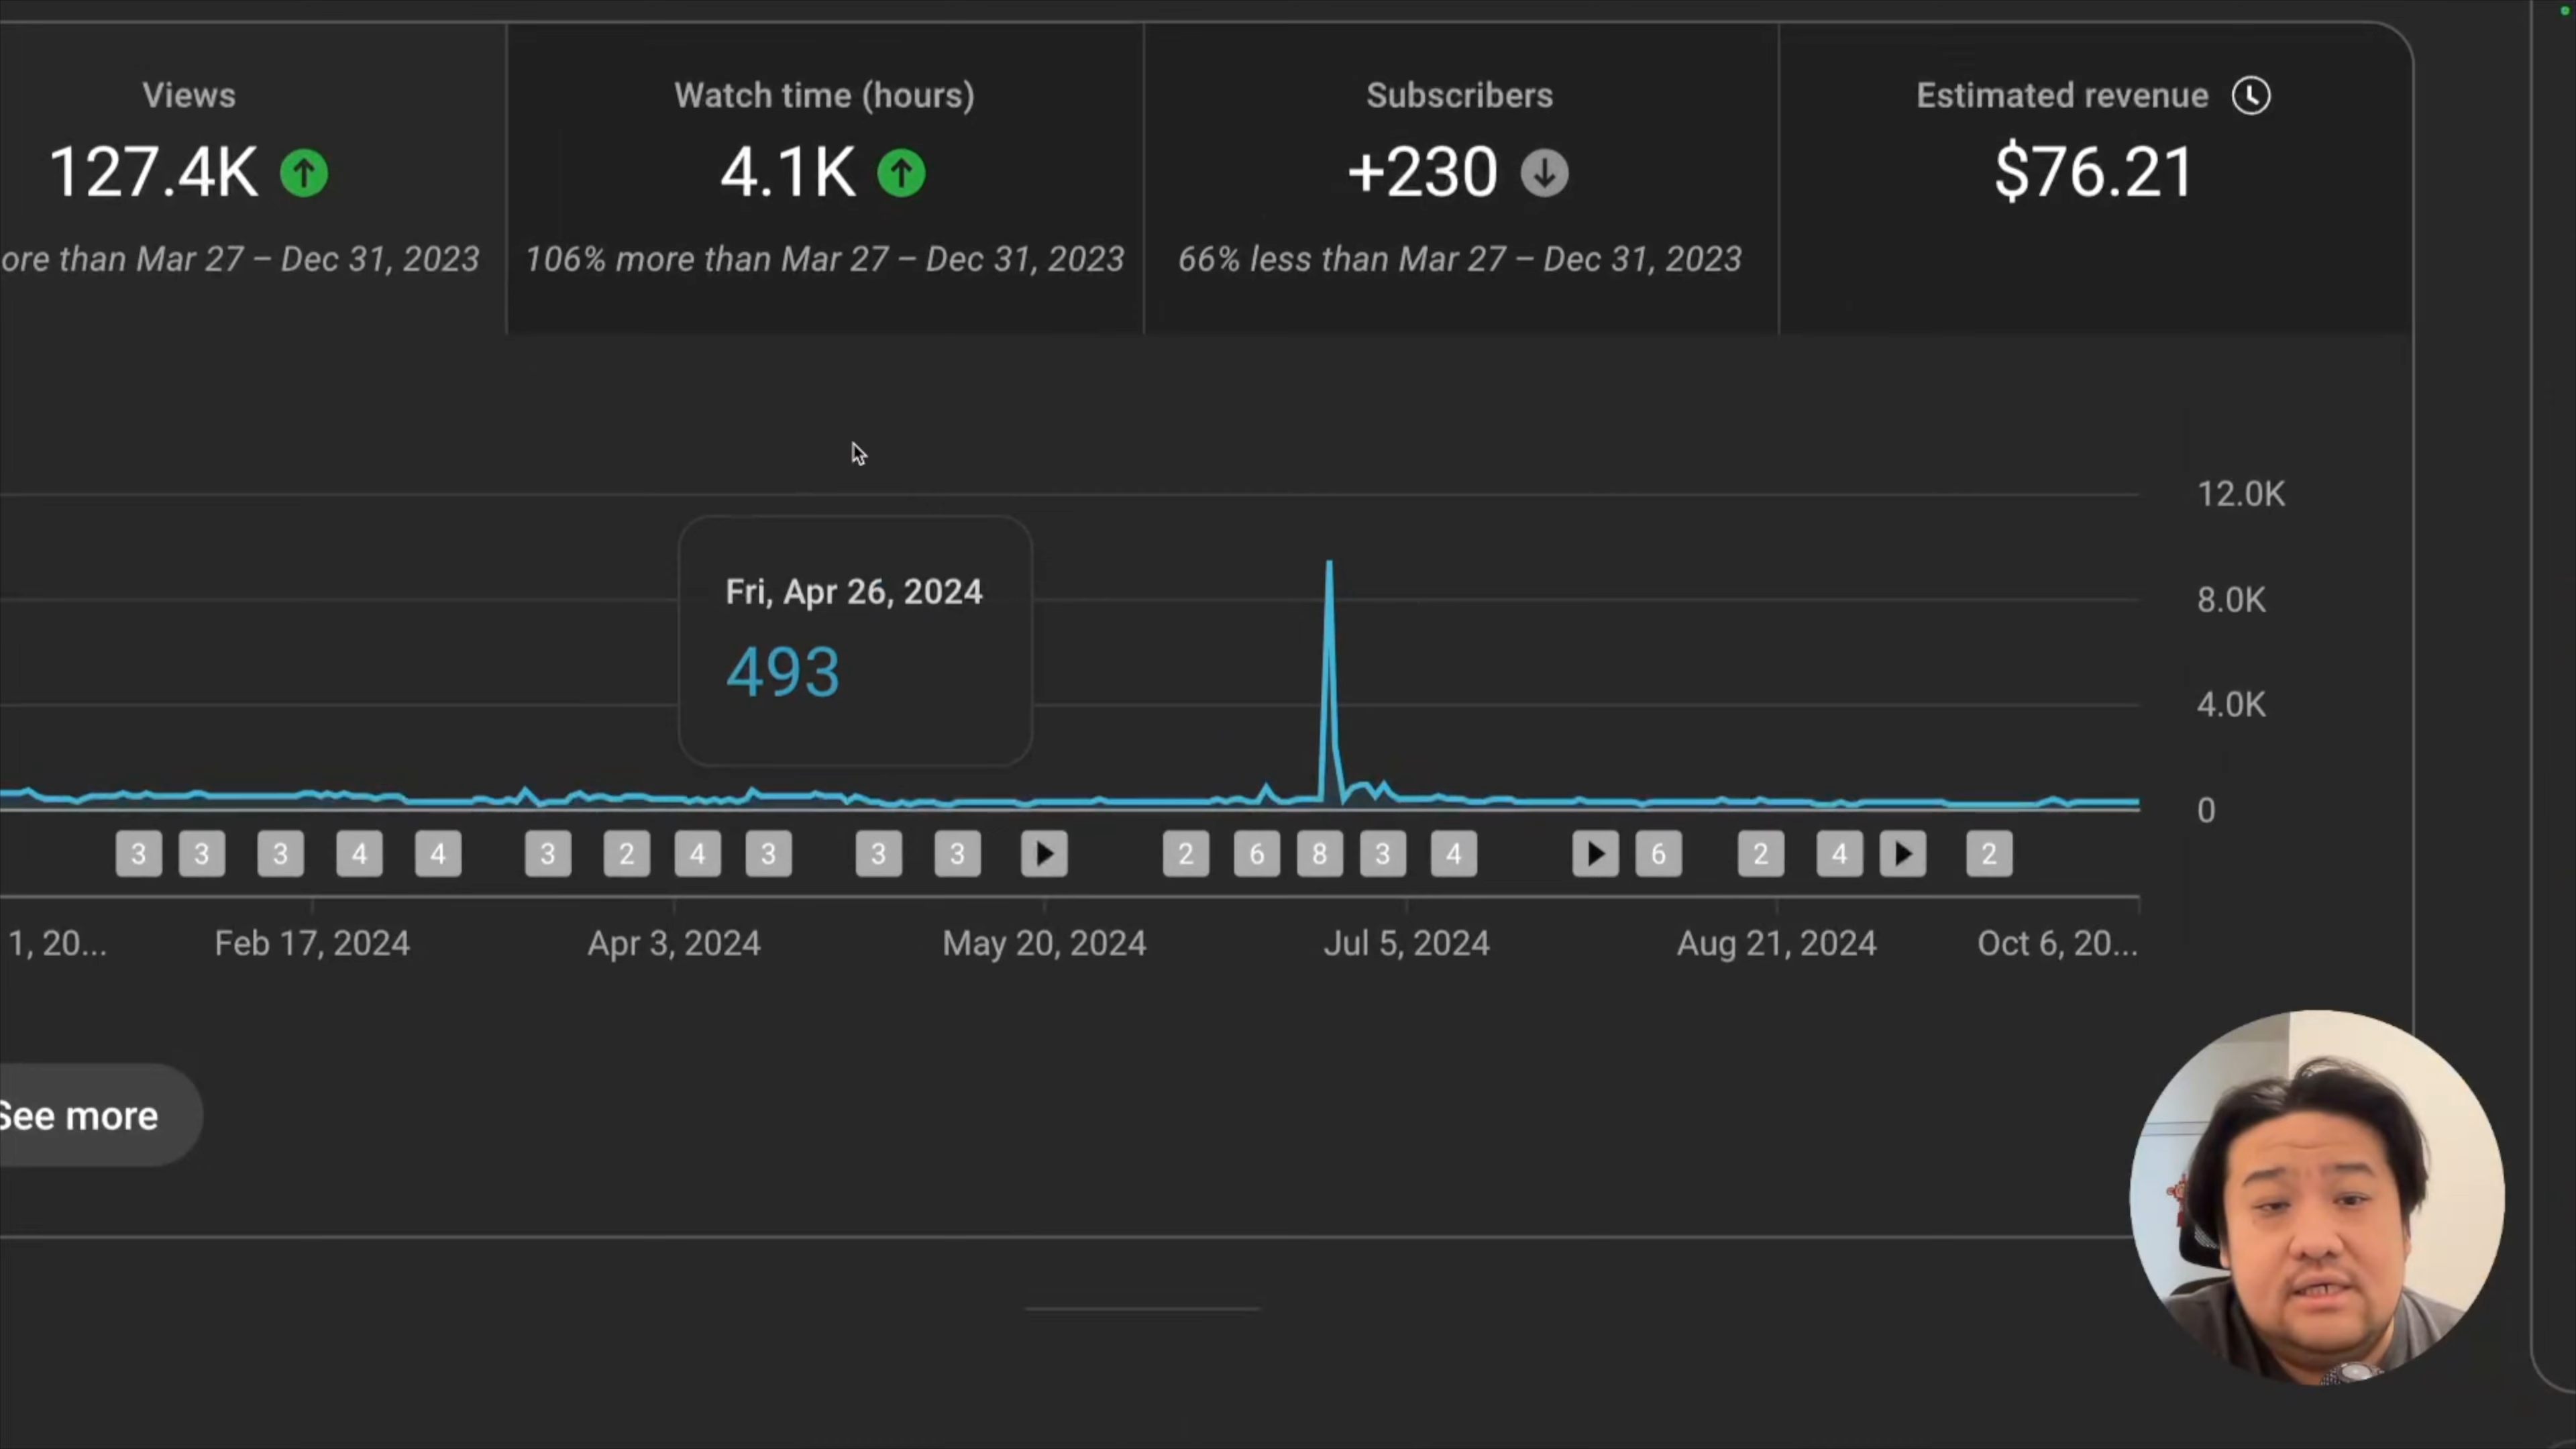 Views
127.4K
ore than Mar 27 – Dec 31, 2023
Watch time (hours)
4.1K
106% more than Mar 27 – Dec 31, 2023
Subscribers
+230
66% less than Mar 27 – Dec 31, 2023
Estimated revenue
$76.21
12.0K
8.0K
4.0K
0
Fri, Apr 26, 2024
493
3 3 3 4 4 3 2 4 3 3 3 2 6 8 3 4 6 2 4 2
1, 20... Feb 17, 2024 Apr 3, 2024 May 20, 2024 Jul 5, 2024 Aug 21, 2024 Oct 6, 20...
See more